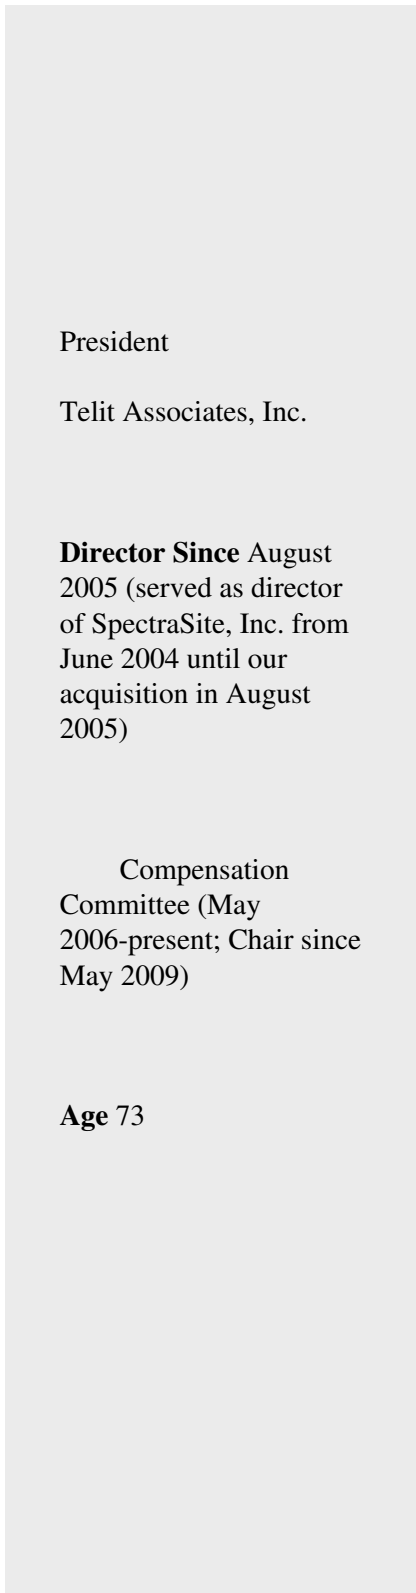 President
Telit Associates, Inc.
Director Since August
2005 (served as director
of SpectraSite, Inc. from
June 2004 until our
acquisition in August
2005)
Compensation
Committee (May
2006-present; Chair since
May 2009)
Age 73